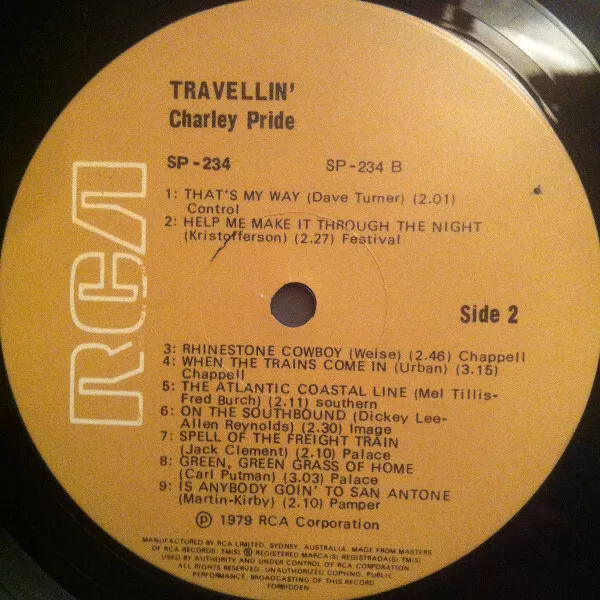 TRAVELLIN'
Charley Pride
SP-234 SP-234 B
1: THAT'S MY WAY (Dave Turner) (2.01)
Control
2: HELP ME MAKE IT THROUGH THE NIGHT
(Kristofferson) (2.27) Festival
RCA
Side 2
3: RHINESTONE COWBOY (Weise) (2.46) Chappell
4: WHEN THE TRAINS COME IN (Urban) (3.15)
Chappell
5: THE ATLANTIC COASTAL LINE (Mel Tillis-
Fred Burch) (2.11) southern
6: ON THE SOUTHBOUND (Dickey Lee-
Allen Reynolds) (2.30) Image
7: SPELL OF THE FREIGHT TRAIN
(Jack Clement) (2.10) Palace
8: GREEN, GREEN GRASS OF HOME
(Carl Putman) (3.03) Palace
9: IS ANYBODY GOIN' TO SAN ANTONE
(Martin-Kirby) (2.10) Pamper
Ⓟ 1979 RCA Corporation
MANUFACTURED BY RCA LIMITED, SYDNEY, AUSTRALIA. MADE FROM MASTERS
OF RCA RECORDS. TM(S) ® REGISTERED MARCA(S) REGISTRADA(S) TM(S)
USED BY AUTHORITY AND UNDER CONTROL OF RCA CORPORATION
ALL RIGHTS RESERVED. UNAUTHORIZED COPYING, PUBLIC
PERFORMANCE, BROADCASTING OF THIS RECORD
FORBIDDEN